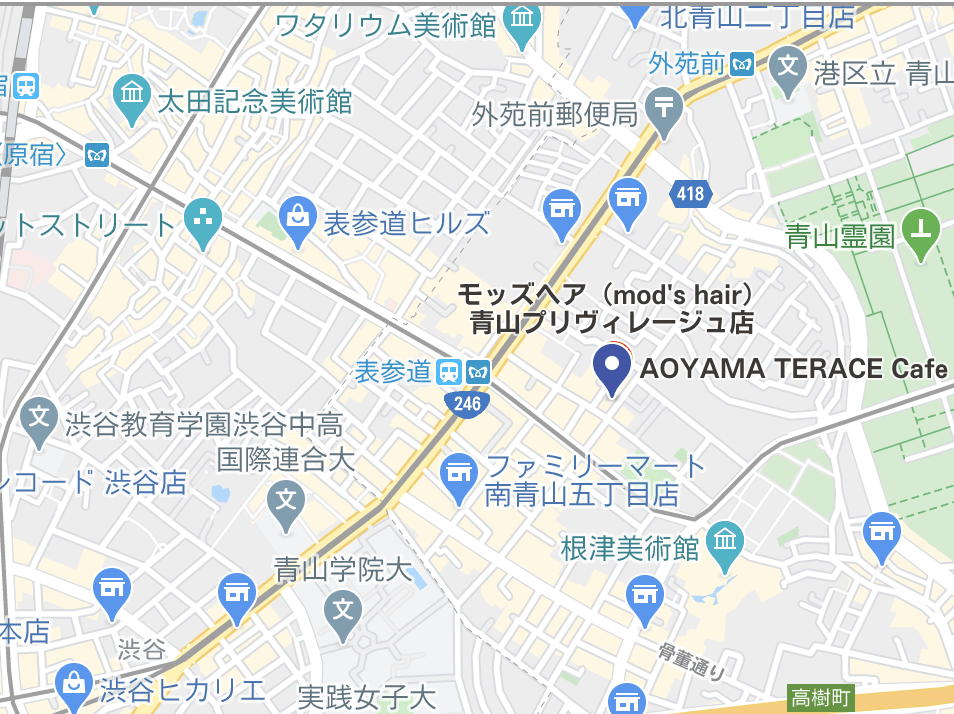 ワタリウム美術館
北青山二丁目店
外苑前
港区立 青山
太田記念美術館
外苑前郵便局
〈原宿〉
418
ットストリート
表参道ヒルズ
青山霊園
モッズヘア（mod's hair）
青山プリヴィレージュ店
表参道
AOYAMA TERACE Cafe
246
渋谷教育学園渋谷中高
国際連合大
ファミリーマート
南青山五丁目店
レコード 渋谷店
根津美術館
青山学院大
本店
渋谷
骨董通り
渋谷ヒカリエ
実践女子大
高樹町